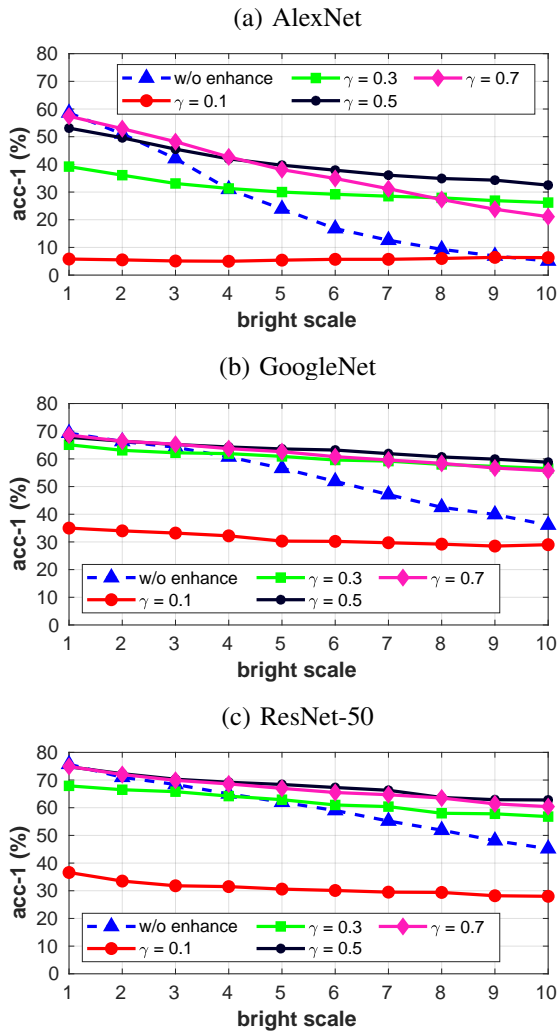 (a) AlexNet
80
70
60
50
40
30
20
10
0
acc-1 (%)
w/o enhance γ = 0.3 γ = 0.7
γ = 0.1 γ = 0.5
1 2 3 4 5 6 7 8 9 10
bright scale
(b) GoogleNet
80
70
60
50
40
30
20
10
0
acc-1 (%)
w/o enhance γ = 0.3 γ = 0.7
γ = 0.1 γ = 0.5
1 2 3 4 5 6 7 8 9 10
bright scale
(c) ResNet-50
80
70
60
50
40
30
20
10
0
acc-1 (%)
w/o enhance γ = 0.3 γ = 0.7
γ = 0.1 γ = 0.5
1 2 3 4 5 6 7 8 9 10
bright scale